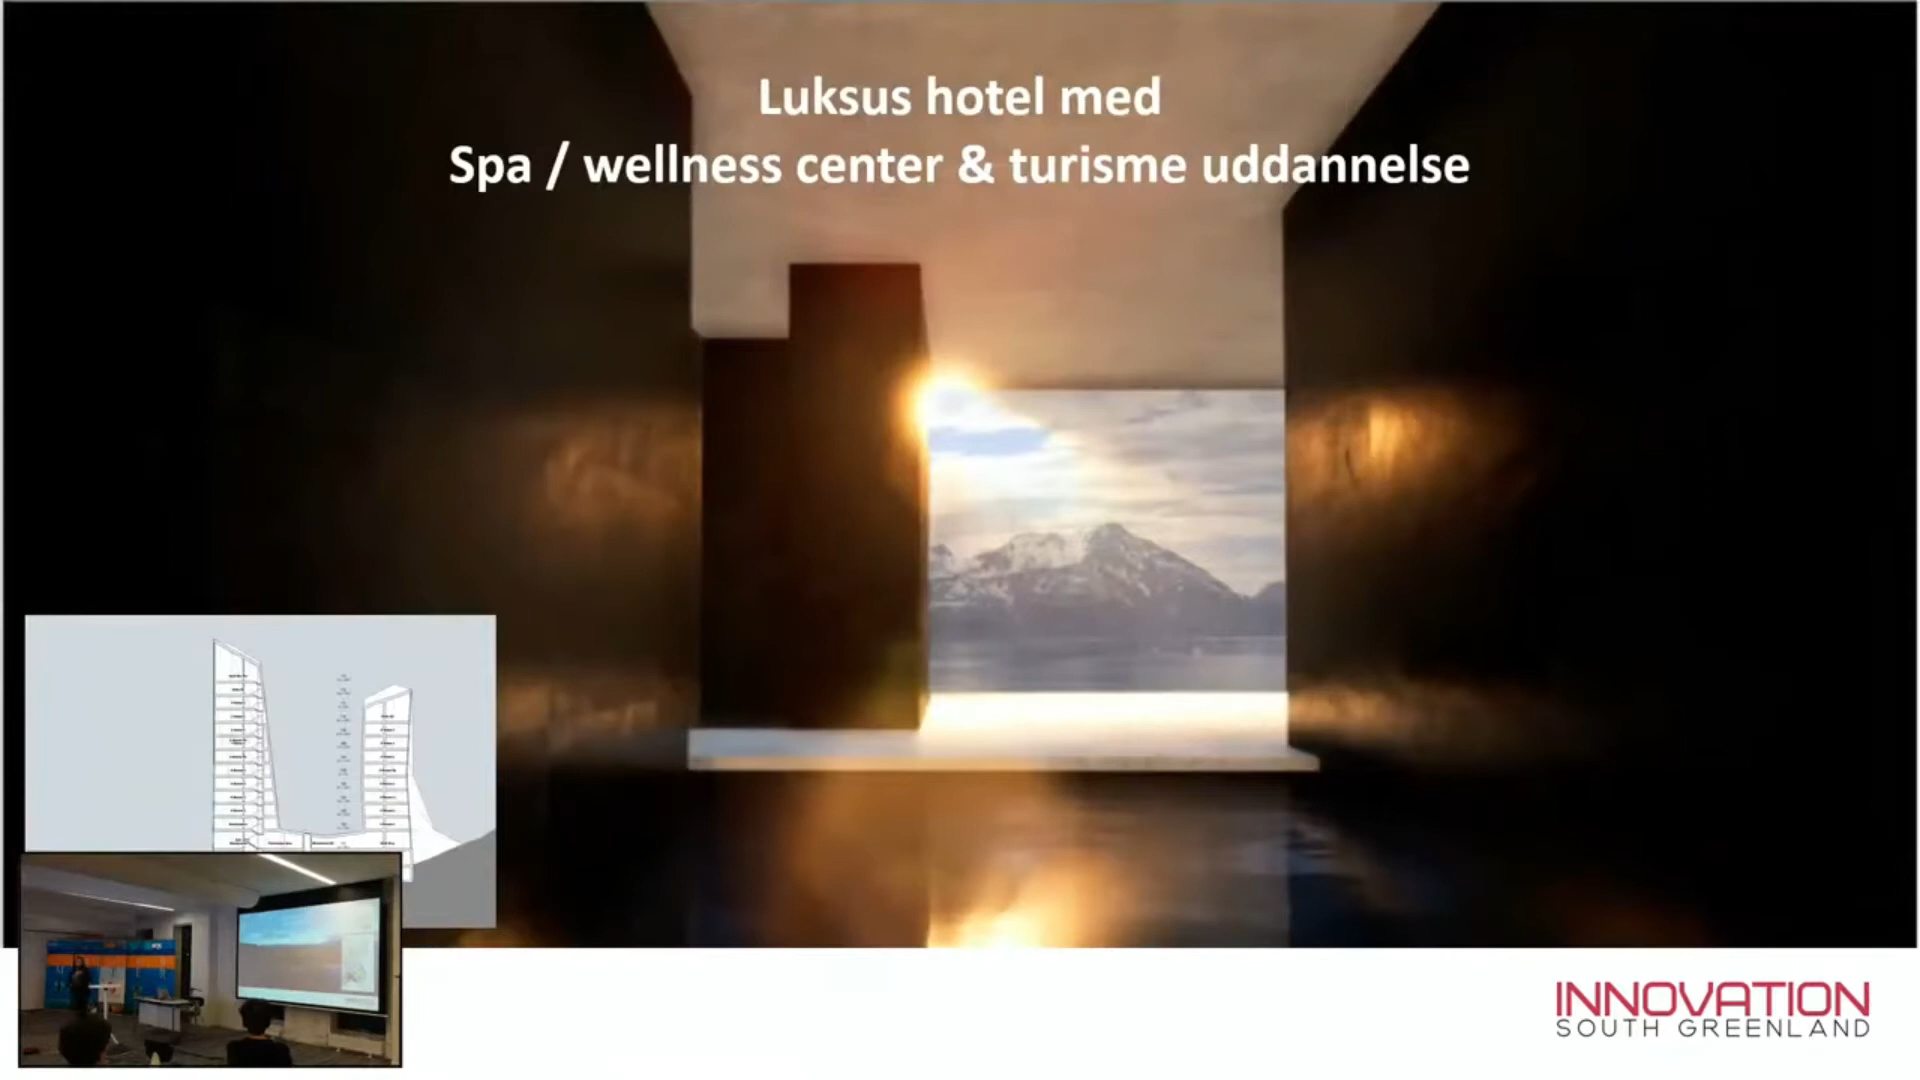 Luksus hotel med
Spa / wellness center & turisme uddannelse
INNOVATION
SOUTH GREENLAND